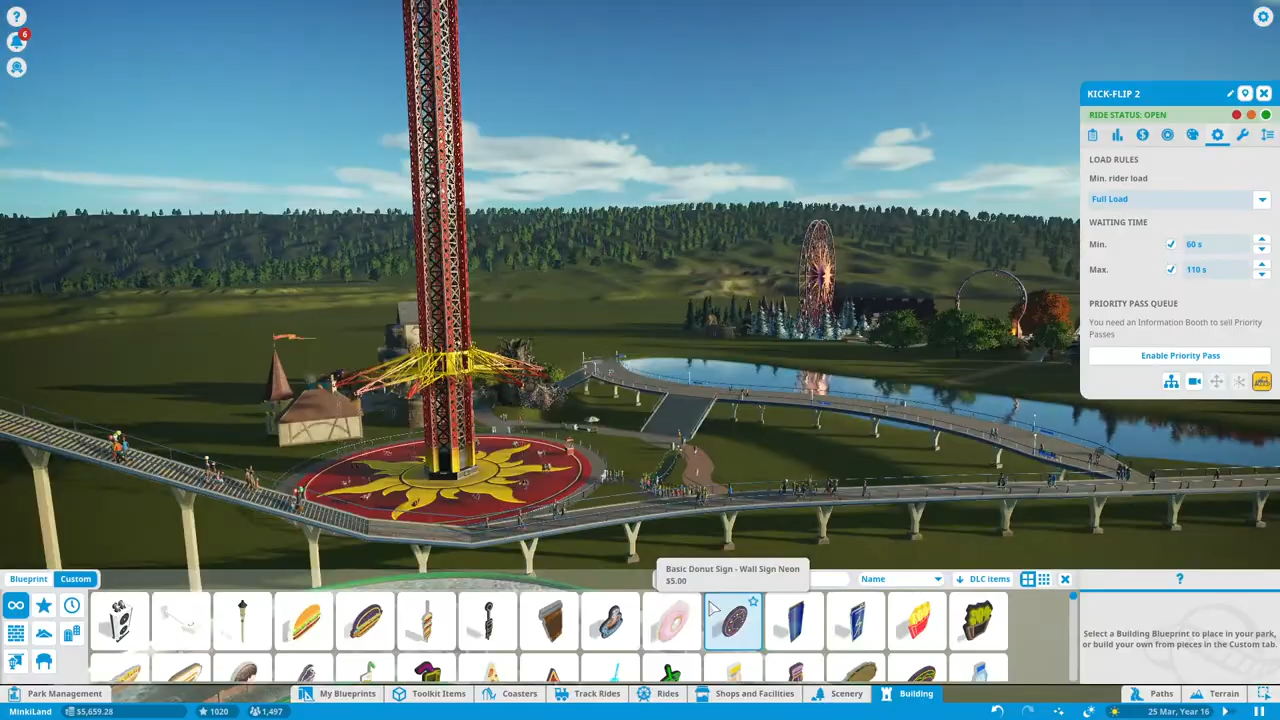 ?
6
KICK-FLIP 2
RIDE STATUS: OPEN
LOAD RULES
Min. rider load
Full Load
WAITING TIME
Min. 60 s
Max. 110 s
PRIORITY PASS QUEUE
You need an Information Booth to sell Priority
Passes
Enable Priority Pass
Basic Donut Sign - Wall Sign Neon
$5.00
Blueprint Custom Name DLC items ?
Select a Building Blueprint to place in your park,
or build your own from pieces in the Custom tab.
Park Management My Blueprints Toolkit Items Coasters Track Rides Rides Shops and Facilities Scenery Building Paths Terrain
MinkiLand $5,659.28 1020 1,497 25 Mar, Year 16